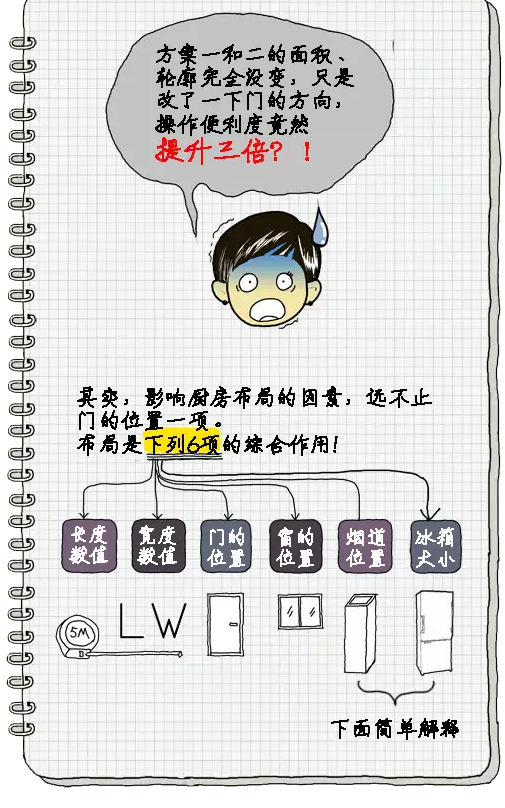 方案一和二的面积、
轮廓完全没变，只是
改了一下门的方向，
操作便利度竟然
提升三倍？！
其实，影响厨房布局的因素，远不止
门的位置一项。
布局是下列6项的综合作用！
长度 宽度 门的 窗的 烟道 冰箱
数值 数值 位置 位置 位置 大小
5M LW
下面简单解释